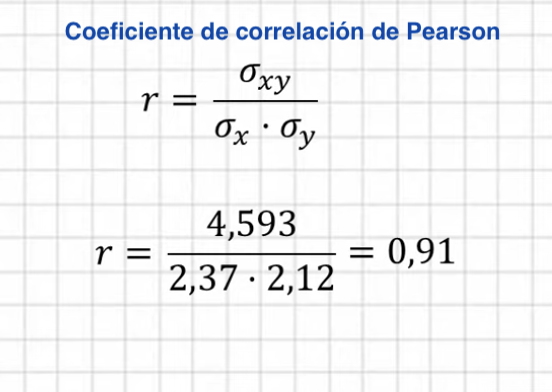 Coeficiente de correlación de Pearson
r = σxy / σx · σy
r = 4,593 / 2,37 · 2,12 = 0,91